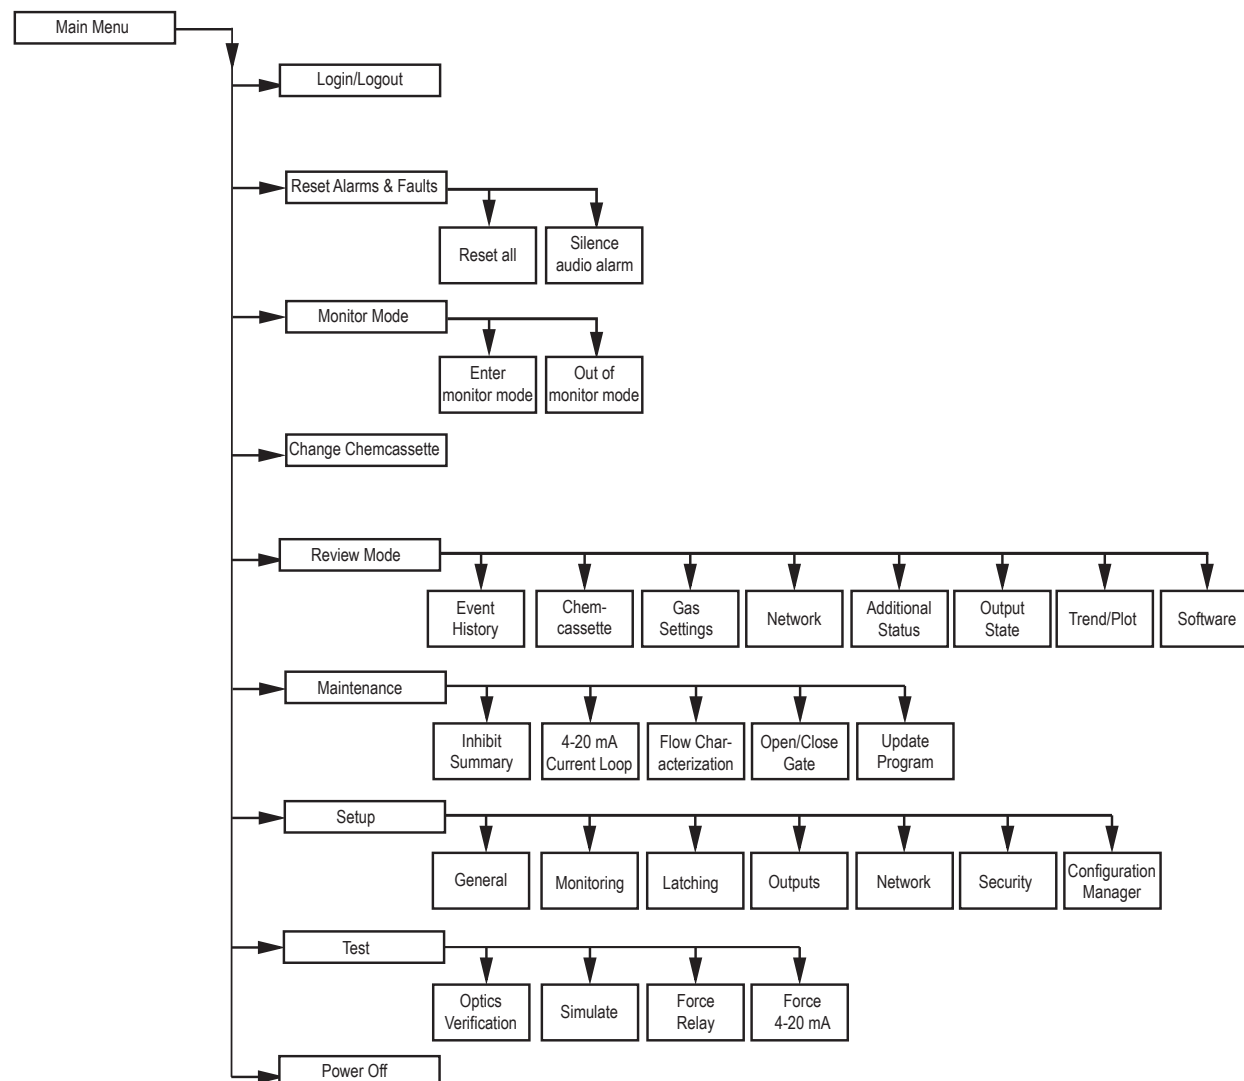 Main Menu
Login/Logout
Reset Alarms & Faults
Reset all
Silence
audio alarm
Monitor Mode
Enter
monitor mode
Out of
monitor mode
Change Chemcassette
Review Mode
Event
History
Chem-
cassette
Gas
Settings
Network
Additional
Status
Output
State
Trend/Plot
Software
Maintenance
Inhibit
Summary
4-20 mA
Current Loop
Flow Char-
acterization
Open/Close
Gate
Update
Program
Setup
General
Monitoring
Latching
Outputs
Network
Security
Configuration
Manager
Test
Optics
Verification
Simulate
Force
Relay
Force
4-20 mA
Power Off